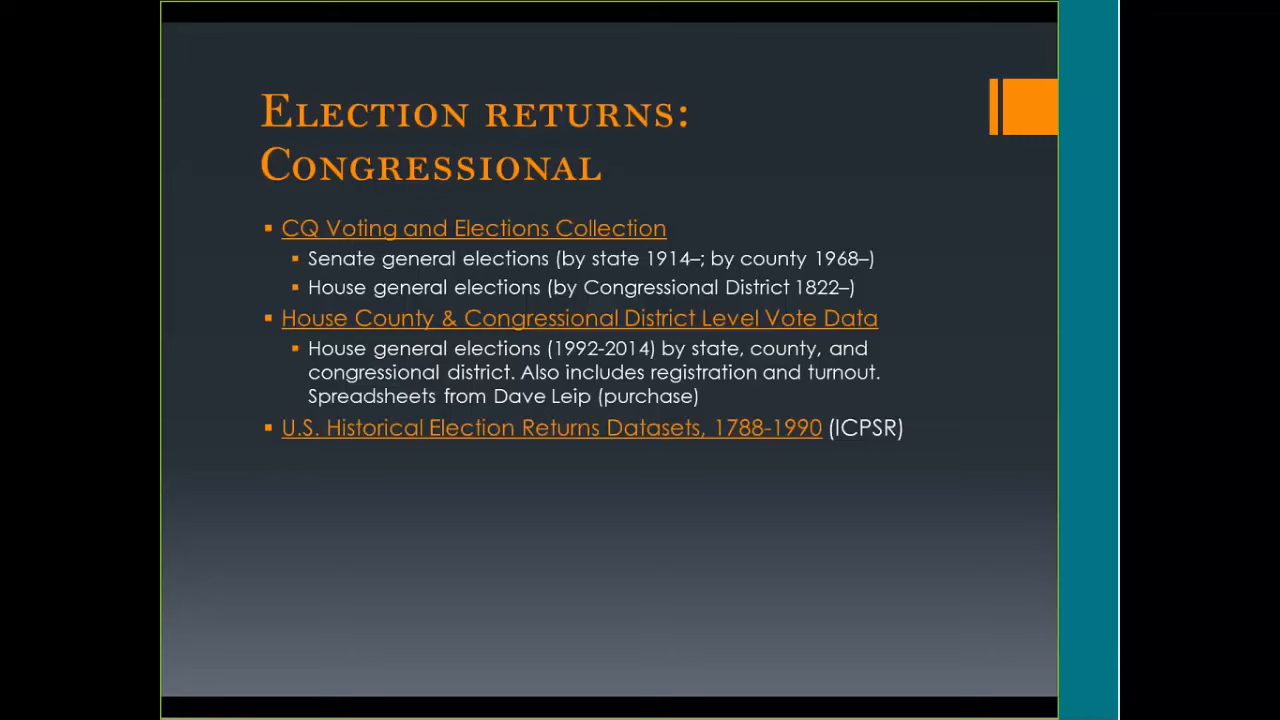 Election returns:
Congressional
CQ Voting and Elections Collection
Senate general elections (by state 1914–; by county 1968–)
House general elections (by Congressional District 1822–)
House County & Congressional District Level Vote Data
House general elections (1992-2014) by state, county, and
congressional district. Also includes registration and turnout.
Spreadsheets from Dave Leip (purchase)
U.S. Historical Election Returns Datasets, 1788-1990 (ICPSR)